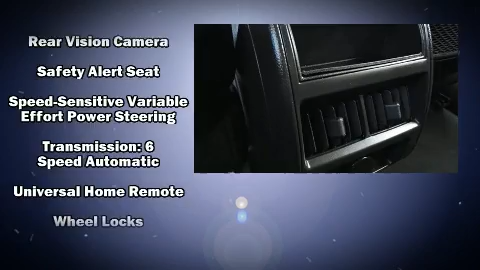 Rear Vision Camera
Safety Alert Seat
Speed-Sensitive Variable
Effort Power Steering
Transmission: 6
Speed Automatic
Universal Home Remote
Wheel Locks